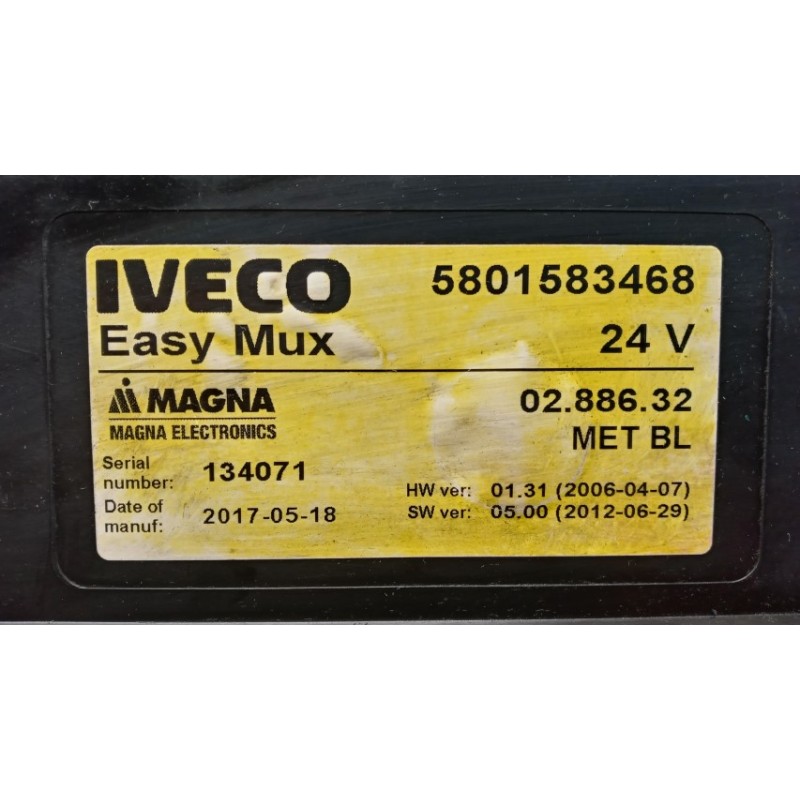 IVECO 5801583468
Easy Mux 24 V
MAGNA 02.886.32
MAGNA ELECTRONICS MET BL
Serial number: 134071
HW ver: 01.31 (2006-04-07)
Date of manuf: 2017-05-18
SW ver: 05.00 (2012-06-29)